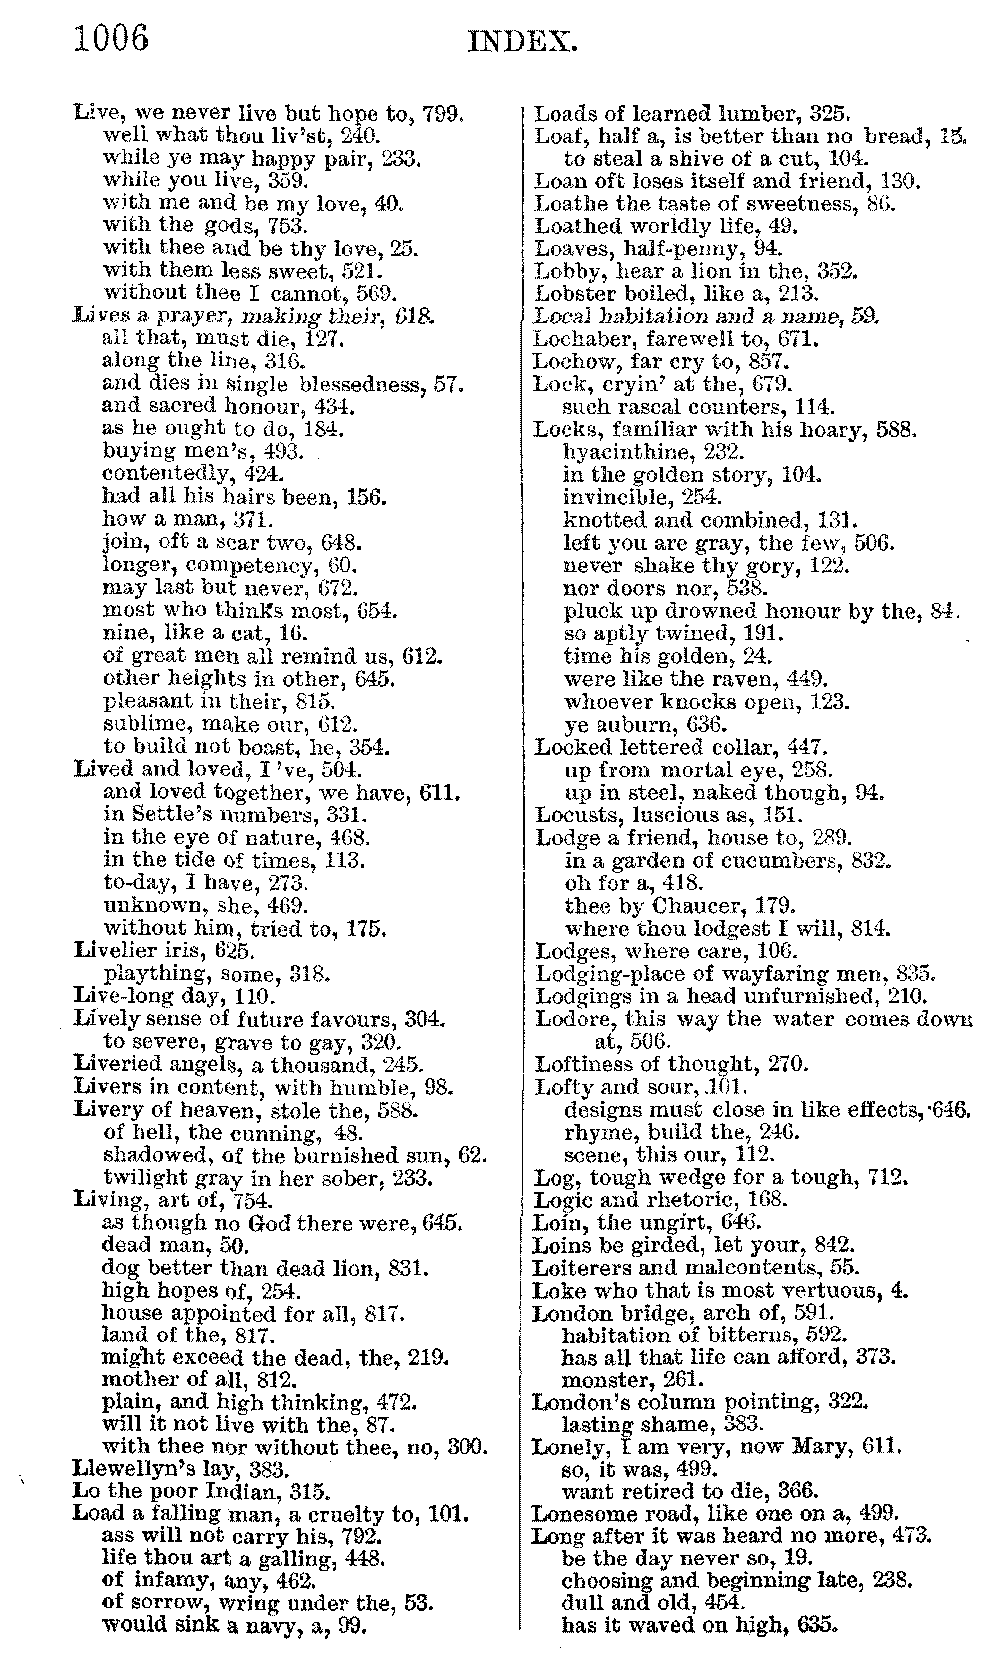 1006 INDEX.
Live, we never live but hope to, 799.
well what thou liv'st, 240.
while ye may happy pair, 233.
while you live, 359.
with me and be my love, 40.
with the gods, 753.
with thee and be thy love, 25.
with them less sweet, 521.
without thee I cannot, 569.
Lives a prayer, making their, 618.
all that, must die, 127.
along the line, 316.
and dies in single blessedness, 57.
and sacred honour, 434.
as he ought to do, 184.
buying men's, 493.
contentedly, 424.
had all his hairs been, 156.
how a man, 371.
join, oft a scar two, 648.
longer, competency, 60.
may last but never, 672.
most who thinks most, 654.
nine, like a cat, 16.
of great men all remind us, 612.
other heights in other, 645.
pleasant in their, 815.
sublime, make our, 612.
to build not boast, he, 354.
Lived and loved, I 've, 504.
and loved together, we have, 611.
in Settle's numbers, 331.
in the eye of nature, 468.
in the tide of times, 113.
to-day, I have, 273.
unknown, she, 469.
without him, tried to, 175.
Livelier iris, 625.
plaything, some, 318.
Live-long day, 110.
Lively sense of future favours, 304.
to severe, grave to gay, 320.
Liveried angels, a thousand, 245.
Livers in content, with humble, 98.
Livery of heaven, stole the, 588.
of hell, the cunning, 48.
shadowed, of the burnished sun, 62.
twilight gray in her sober, 233.
Living, art of, 754.
as though no God there were, 645.
dead man, 50.
dog better than dead lion, 831.
high hopes of, 254.
house appointed for all, 817.
land of the, 817.
might exceed the dead, the, 219.
mother of all, 812.
plain, and high thinking, 472.
will it not live with the, 87.
with thee nor without thee, no, 300.
Llewellyn's lay, 383.
Lo the poor Indian, 315.
Load a falling man, a cruelty to, 101.
ass will not carry his, 792.
life thou art a galling, 448.
of infamy, any, 462.
of sorrow, wring under the, 53.
would sink a navy, a, 99.
Loads of learned lumber, 325.
Loaf, half a, is better than no bread, 15.
to steal a shive of a cut, 104.
Loan oft loses itself and friend, 130.
Loathe the taste of sweetness, 86.
Loathed worldly life, 49.
Loaves, half-penny, 94.
Lobby, hear a lion in the, 352.
Lobster boiled, like a, 213.
Local habitation and a name, 59.
Lochaber, farewell to, 671.
Lochow, far cry to, 857.
Lock, cryin' at the, 679.
such rascal counters, 114.
Locks, familiar with his hoary, 588.
hyacinthine, 232.
in the golden story, 104.
invincible, 254.
knotted and combined, 131.
left you are gray, the few, 506.
never shake thy gory, 122.
nor doors nor, 538.
pluck up drowned honour by the, 84.
so aptly twined, 191.
time his golden, 24.
were like the raven, 449.
whoever knocks open, 123.
ye auburn, 636.
Locked lettered collar, 447.
up from mortal eye, 258.
up in steel, naked though, 94.
Locusts, luscious as, 151.
Lodge a friend, house to, 289.
in a garden of cucumbers, 832.
oh for a, 418.
thee by Chaucer, 179.
where thou lodgest I will, 814.
Lodges, where care, 106.
Lodging-place of wayfaring men, 835.
Lodgings in a head unfurnished, 210.
Lodore, this way the water comes down
at, 506.
Loftiness of thought, 270.
Lofty and sour, 101.
designs must close in like effects, 646.
rhyme, build the, 246.
scene, this our, 112.
Log, tough wedge for a tough, 712.
Logic and rhetoric, 168.
Loin, the ungirt, 646.
Loins be girded, let your, 842.
Loiterers and malcontents, 55.
Loke who that is most vertuous, 4.
London bridge, arch of, 591.
habitation of bitterns, 592.
has all that life can afford, 373.
monster, 261.
London's column pointing, 322.
lasting shame, 383.
Lonely, I am very, now Mary, 611.
so, it was, 499.
want retired to die, 366.
Lonesome road, like one on a, 499.
Long after it was heard no more, 473.
be the day never so, 19.
choosing and beginning late, 238.
dull and old, 454.
has it waved on high, 635.